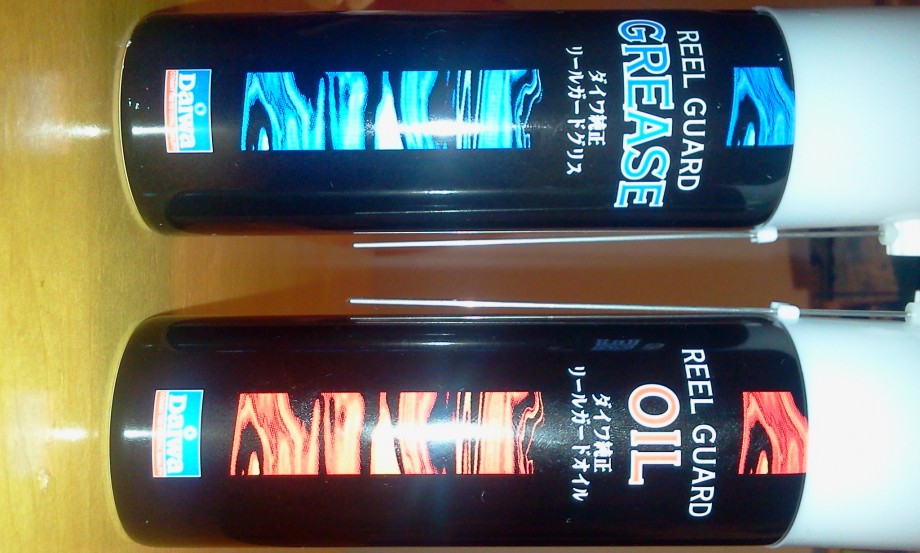 REEL GUARD
GREASE
ダイワ純正
リールガードグリス
Daiwa
REEL GUARD
OIL
ダイワ純正
リールガードオイル
Daiwa